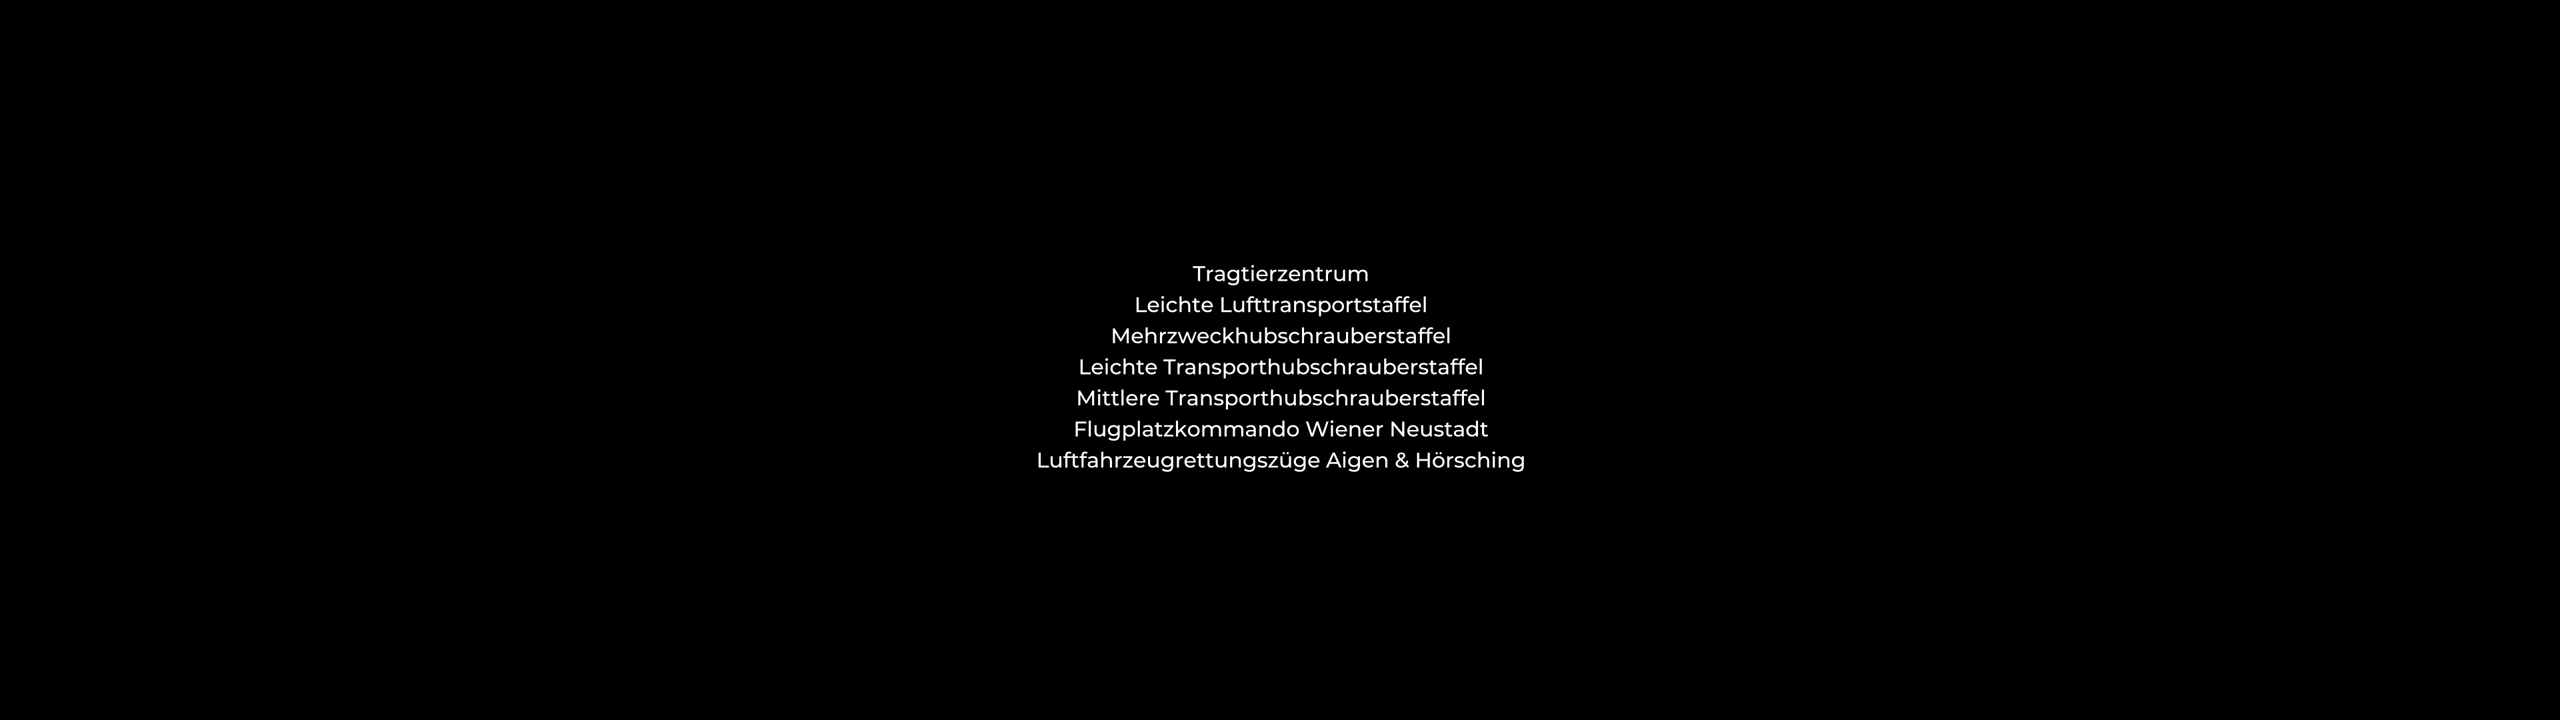 Tragtierzentrum
Leichte Lufttransportstaffel
Mehrzweckhubschrauberstaffel
Leichte Transporthubschrauberstaffel
Mittlere Transporthubschrauberstaffel
Flugplatzkommando Wiener Neustadt
Luftfahrzeugrettungszüge Aigen & Hörsching